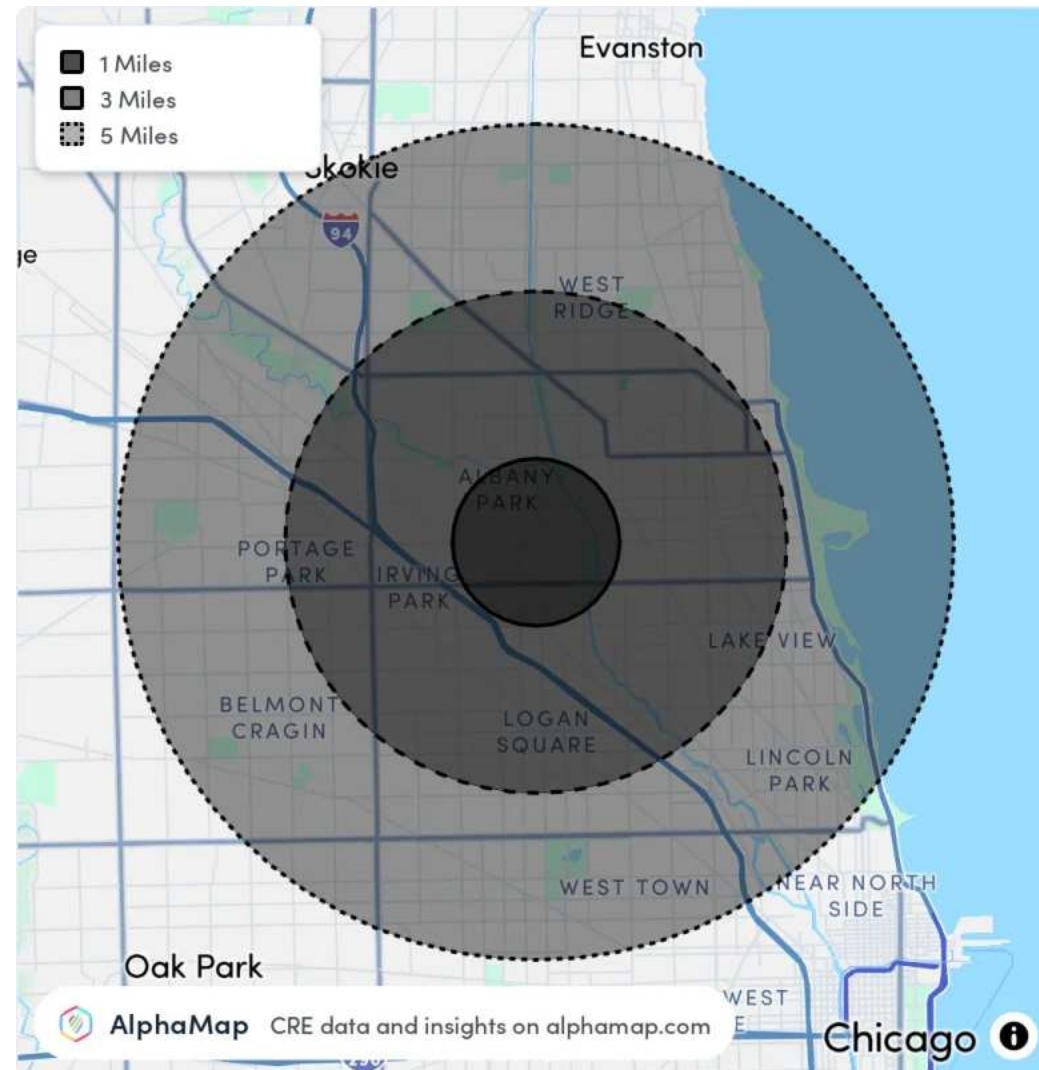 1 Miles
3 Miles
5 Miles
Evanston
Skokie
94
WEST
RIDGE
ALBANY
PARK
PORTAGE
PARK
IRVING
PARK
LAKE VIEW
BELMONT
CRAGIN
LOGAN
SQUARE
LINCOLN
PARK
WEST TOWN
NEAR NORTH
SIDE
Oak Park
WEST
AlphaMap CRE data and insights on alphamap.com
Chicago
290